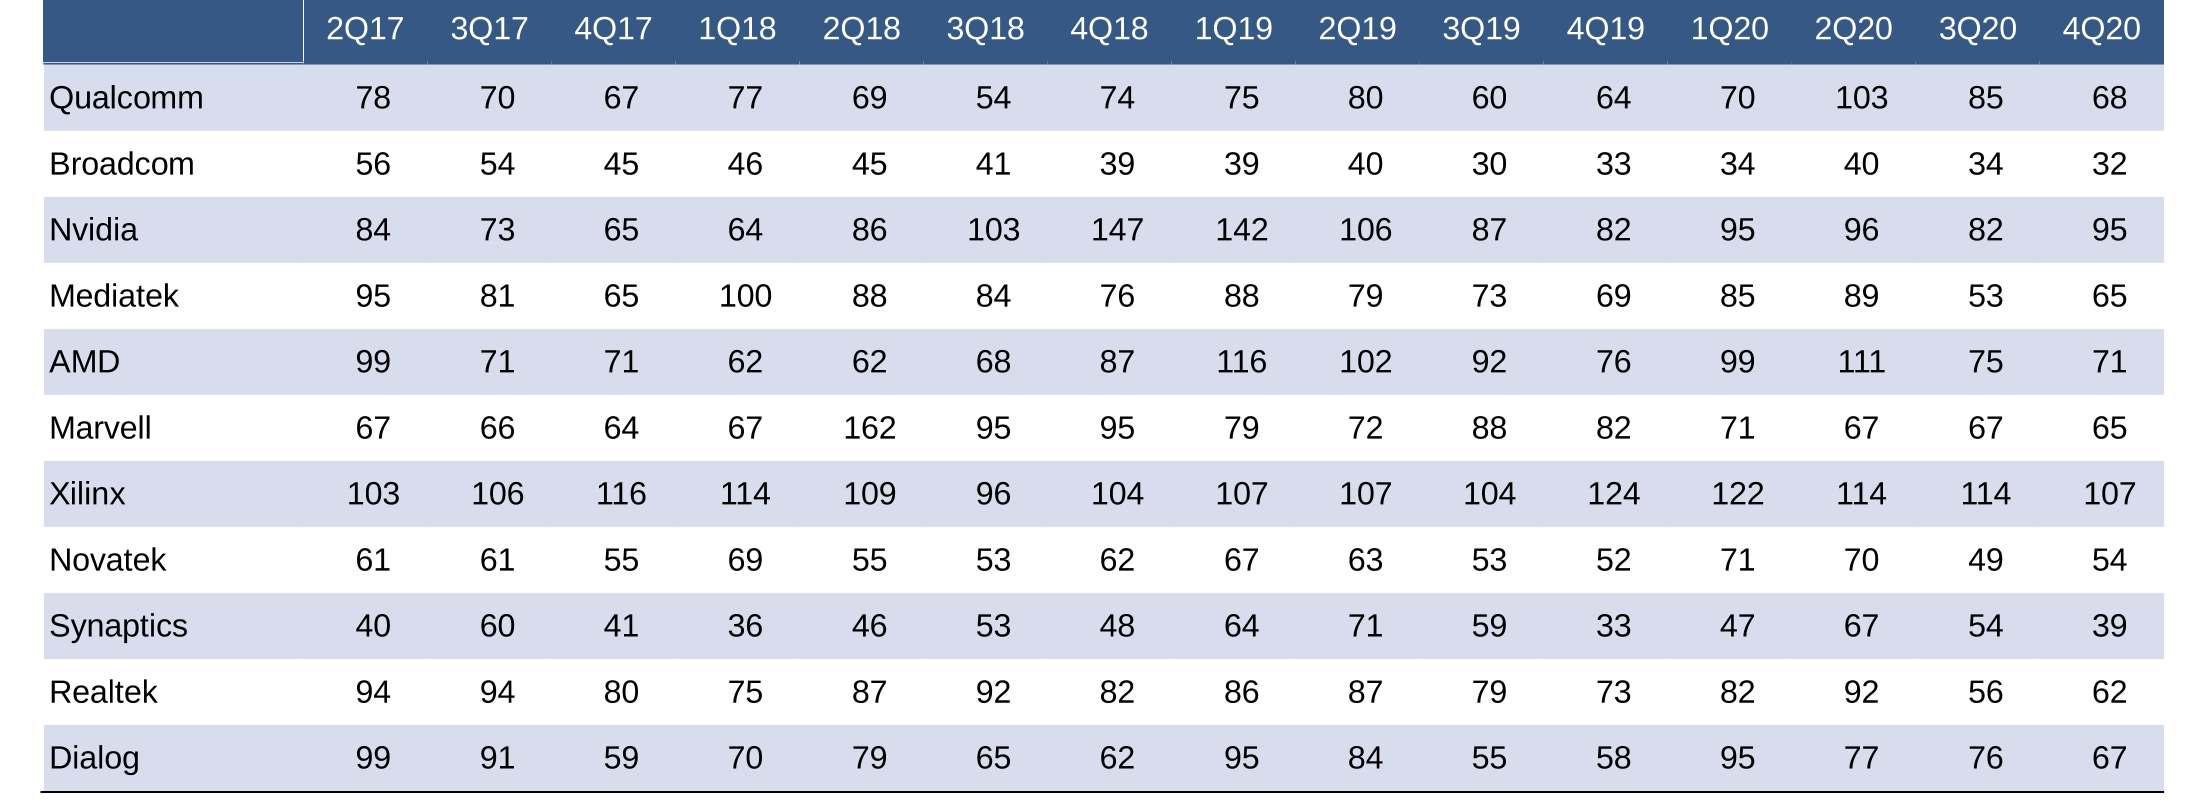 2Q17 3Q17 4Q17 1Q18 2Q18 3Q18 4Q18 1Q19 2Q19 3Q19 4Q19 1Q20 2Q20 3Q20 4Q20
Qualcomm 78 70 67 77 69 54 74 75 80 60 64 70 103 85 68
Broadcom 56 54 45 46 45 41 39 39 40 30 33 34 40 34 32
Nvidia 84 73 65 64 86 103 147 142 106 87 82 95 96 82 95
Mediatek 95 81 65 100 88 84 76 88 79 73 69 85 89 53 65
AMD 99 71 71 62 62 68 87 116 102 92 76 99 111 75 71
Marvell 67 66 64 67 162 95 95 79 72 88 82 71 67 67 65
Xilinx 103 106 116 114 109 96 104 107 107 104 124 122 114 114 107
Novatek 61 61 55 69 55 53 62 67 63 53 52 71 70 49 54
Synaptics 40 60 41 36 46 53 48 64 71 59 33 47 67 54 39
Realtek 94 94 80 75 87 92 82 86 87 79 73 82 92 56 62
Dialog 99 91 59 70 79 65 62 95 84 55 58 95 77 76 67